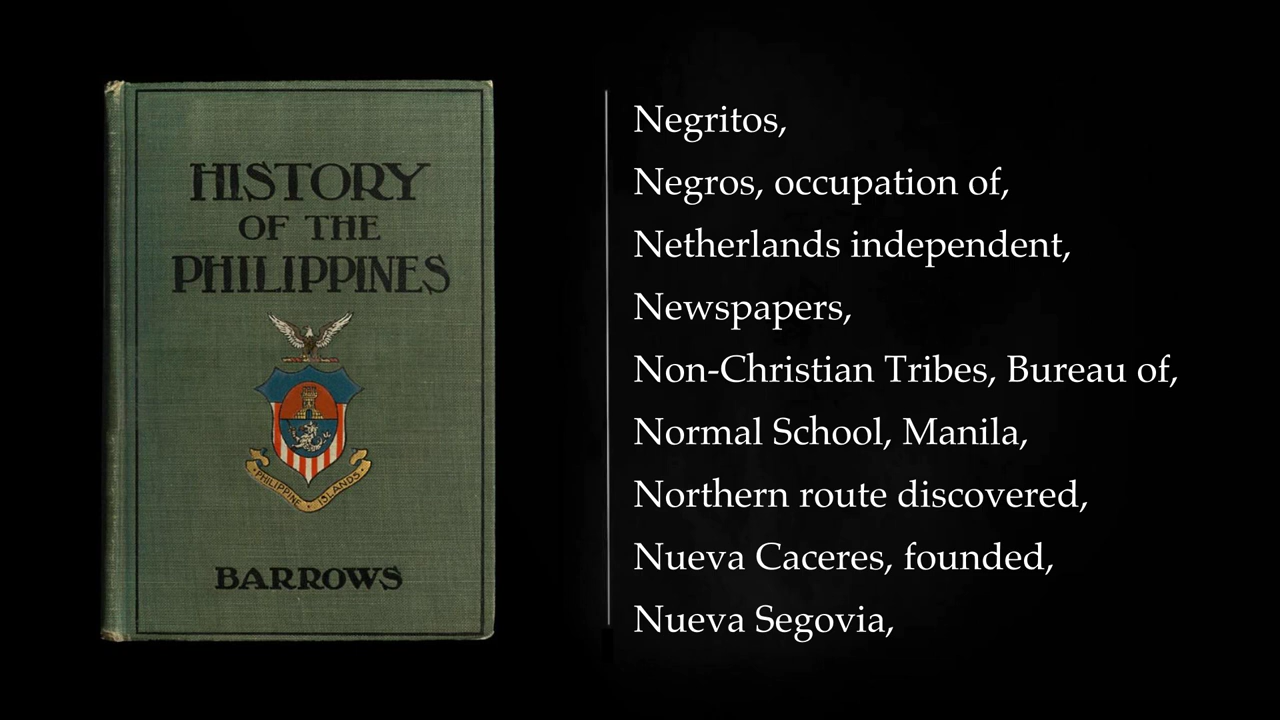 HISTORY
OF THE
PHILIPPINES
PHILIPPINE ISLANDS
BARROWS
Negritos,
Negros, occupation of,
Netherlands independent,
Newspapers,
Non-Christian Tribes, Bureau of,
Normal School, Manila,
Northern route discovered,
Nueva Caceres, founded,
Nueva Segovia,